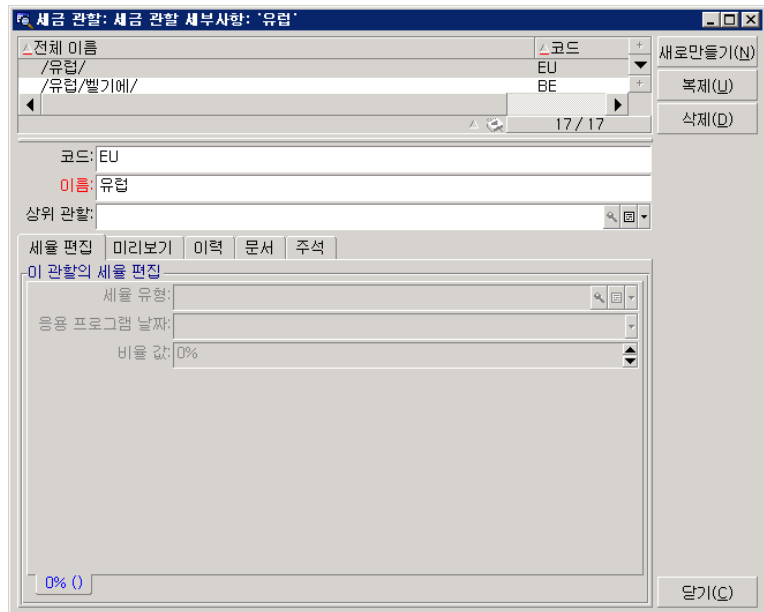 세금 관할: 세금 관할 세부사항: '유럽'
전체 이름 코드
/유럽/ EU
/유럽/벨기에/ BE
17 / 17
새로만들기(N)
복제(U)
삭제(D)
코드: EU
이름: 유럽
상위 관할:
세율 편집 미리보기 이력 문서 주석
이 관할의 세율 편집
세율 유형:
응용 프로그램 날짜:
비율 값: 0%
0% ()
닫기(C)